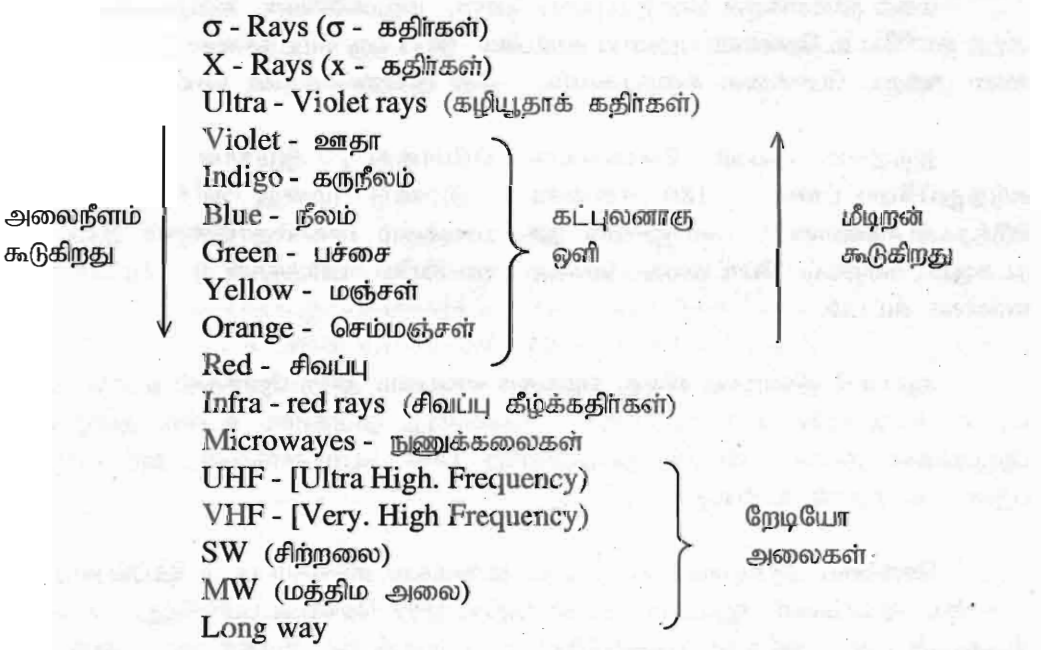 σ - Rays (σ - கதிர்கள்)
X - Rays (x - கதிர்கள்)
Ultra - Violet rays (கழியூதாக் கதிர்கள்)
Violet - ஊதா
Indigo - கருநீலம்
அலைநீளம் Blue - நீலம் கட்புலனாகு மீடிறன்
கூடுகிறது Green - பச்சை ஒளி கூடுகிறது
Yellow - மஞ்சள்
Orange - செம்மஞ்சள்
Red - சிவப்பு
Infra - red rays (சிவப்பு கீழ்க்கதிர்கள்)
Microwayes - நுணுக்கலைகள்
UHF - [Ultra High. Frequency)
VHF - [Very. High Frequency) றேடியோ
SW (சிற்றலை) அலைகள்
MW (மத்திம அலை)
Long way